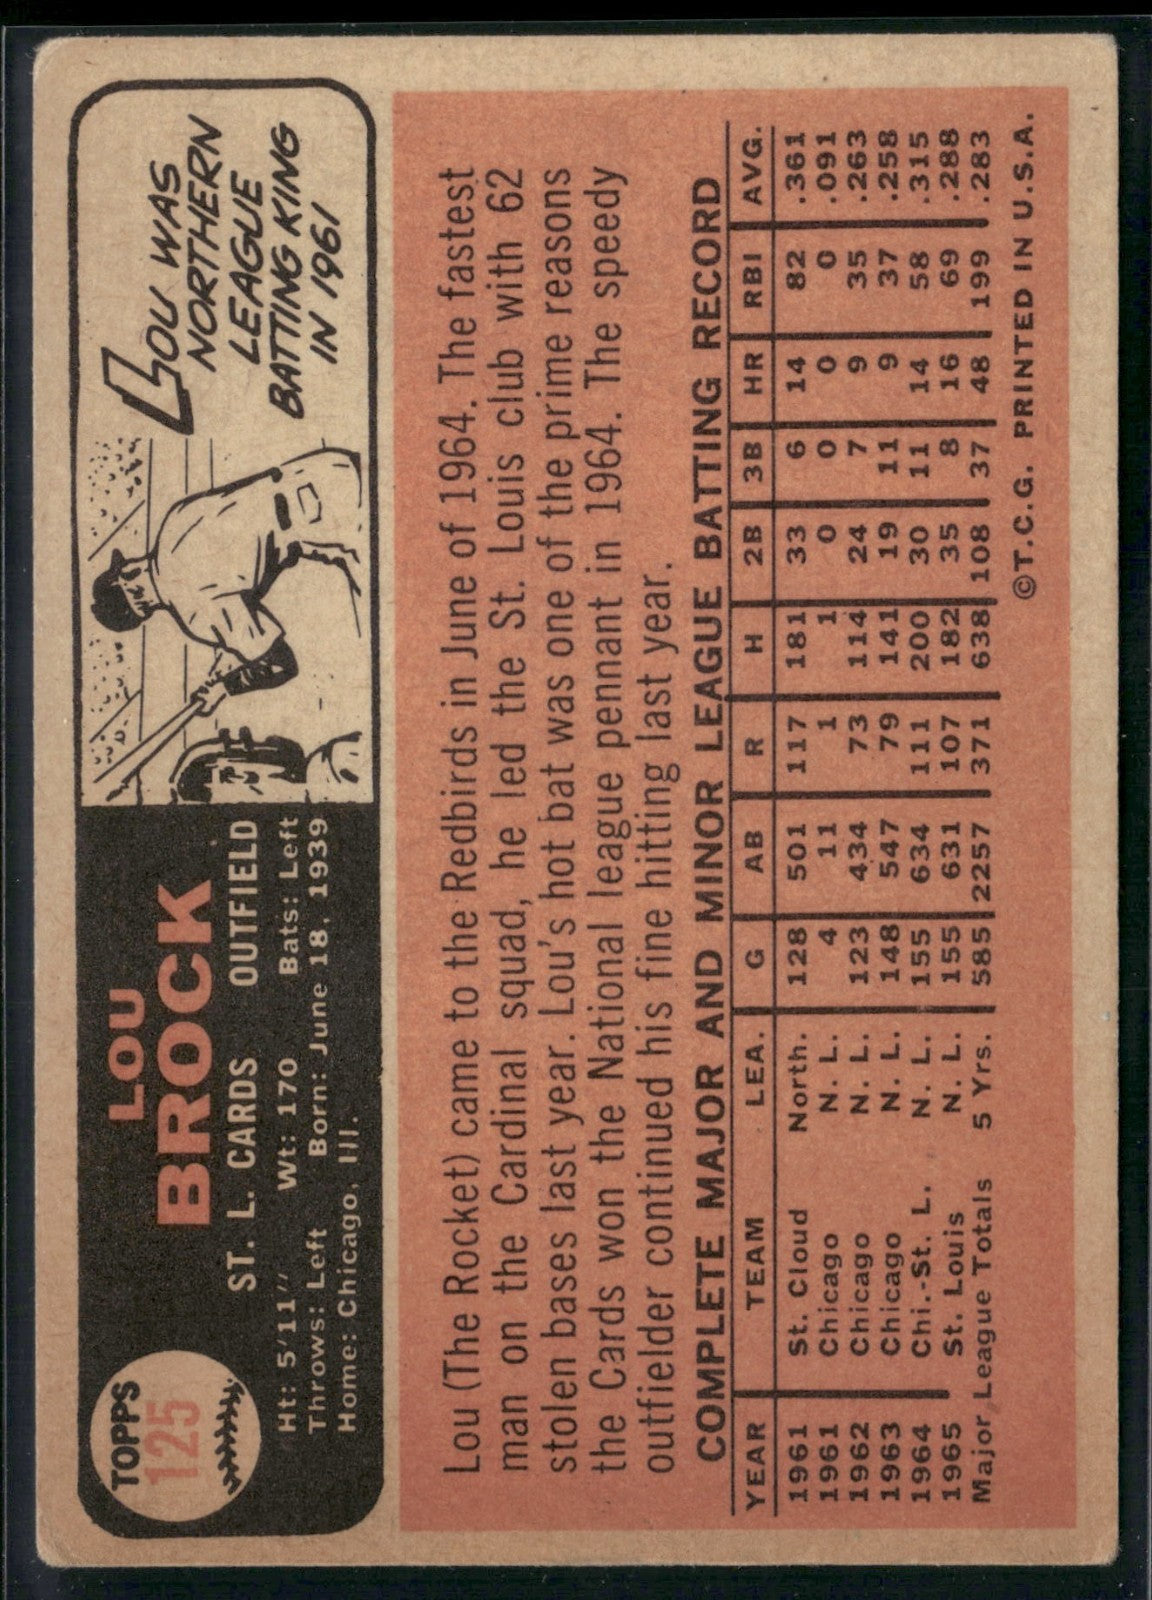 TOPPS
125
LOU
BROCK
ST. L. CARDS OUTFIELD
Ht: 5'11" Wt: 170 Bats: Left
Throws: Left Born: June 18, 1939
Home: Chicago, Ill.
LOU WAS
NORTHERN
LEAGUE
BATTING KING
IN 1961
Lou (The Rocket) came to the Redbirds in June of 1964. The fastest
man on the Cardinal squad, he led the St. Louis club with 62
stolen bases last year. Lou's hot bat was one of the prime reasons
the Cards won the National league pennant in 1964. The speedy
outfielder continued his fine hitting last year.
COMPLETE MAJOR AND MINOR LEAGUE BATTING RECORD
YEAR TEAM LEA. G AB R H 2B 3B HR RBI AVG.
1961 St. Cloud North. 128 501 117 181 33 6 14 82 .361
1961 Chicago N. L. 4 11 1 1 0 0 0 0 .091
1962 Chicago N. L. 123 434 73 114 24 7 9 35 .263
1963 Chicago N. L. 148 547 79 141 19 11 9 37 .258
1964 Chi.-St. L. N. L. 155 634 111 200 30 11 14 58 .315
1965 St. Louis N. L. 155 631 107 182 35 8 16 69 .288
Major League Totals 5 Yrs. 585 2257 371 638 108 37 48 199 .283
©T.C.G. PRINTED IN U.S.A.